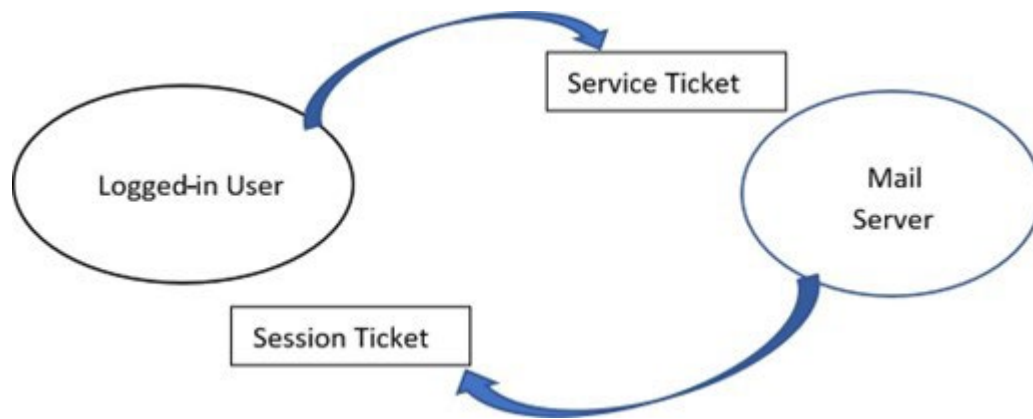 Service Ticket
Logged-in User
Mail
Server
Session Ticket